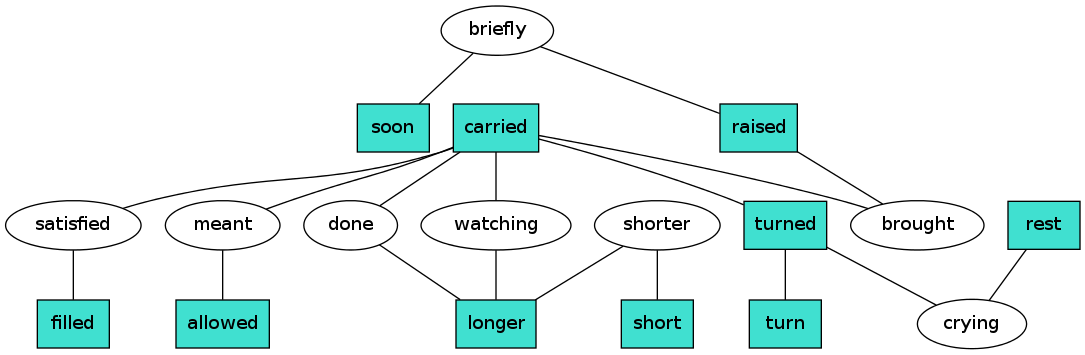 briefly
soon
carried
raised
satisfied
meant
done
watching
shorter
turned
brought
rest
filled
allowed
longer
short
turn
crying